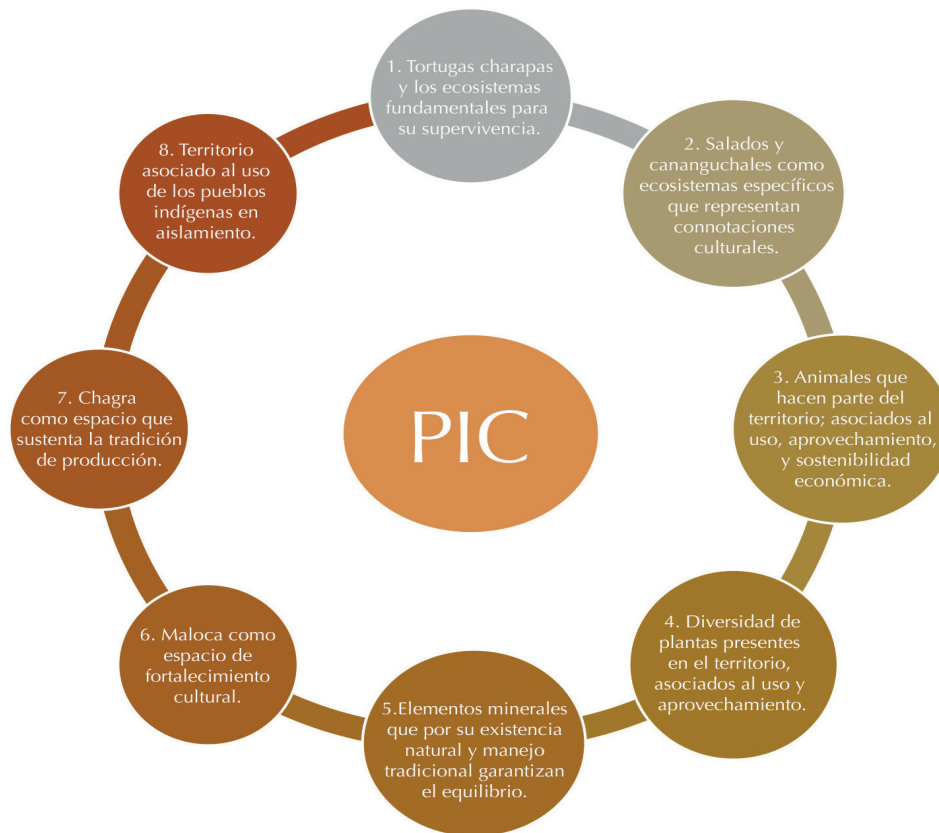 1. Tortugas charapas
y los ecosistemas
fundamentales para
su supervivencia.
2. Salados y
cananguchales como
ecosistemas específicos
que representan
connotaciones
culturales.
3. Animales que
hacen parte del
territorio; asociados al
uso, aprovechamiento,
y sostenibilidad
económica.
4. Diversidad de
plantas presentes
en el territorio,
asociados al uso y
aprovechamiento.
5.Elementos minerales
que por su existencia
natural y manejo
tradicional garantizan
el equilibrio.
6. Maloca como
espacio de
fortalecimiento
cultural.
7. Chagra
como espacio que
sustenta la tradición
de producción.
8. Territorio
asociado al uso
de los pueblos
indígenas en
aislamiento.
PIC